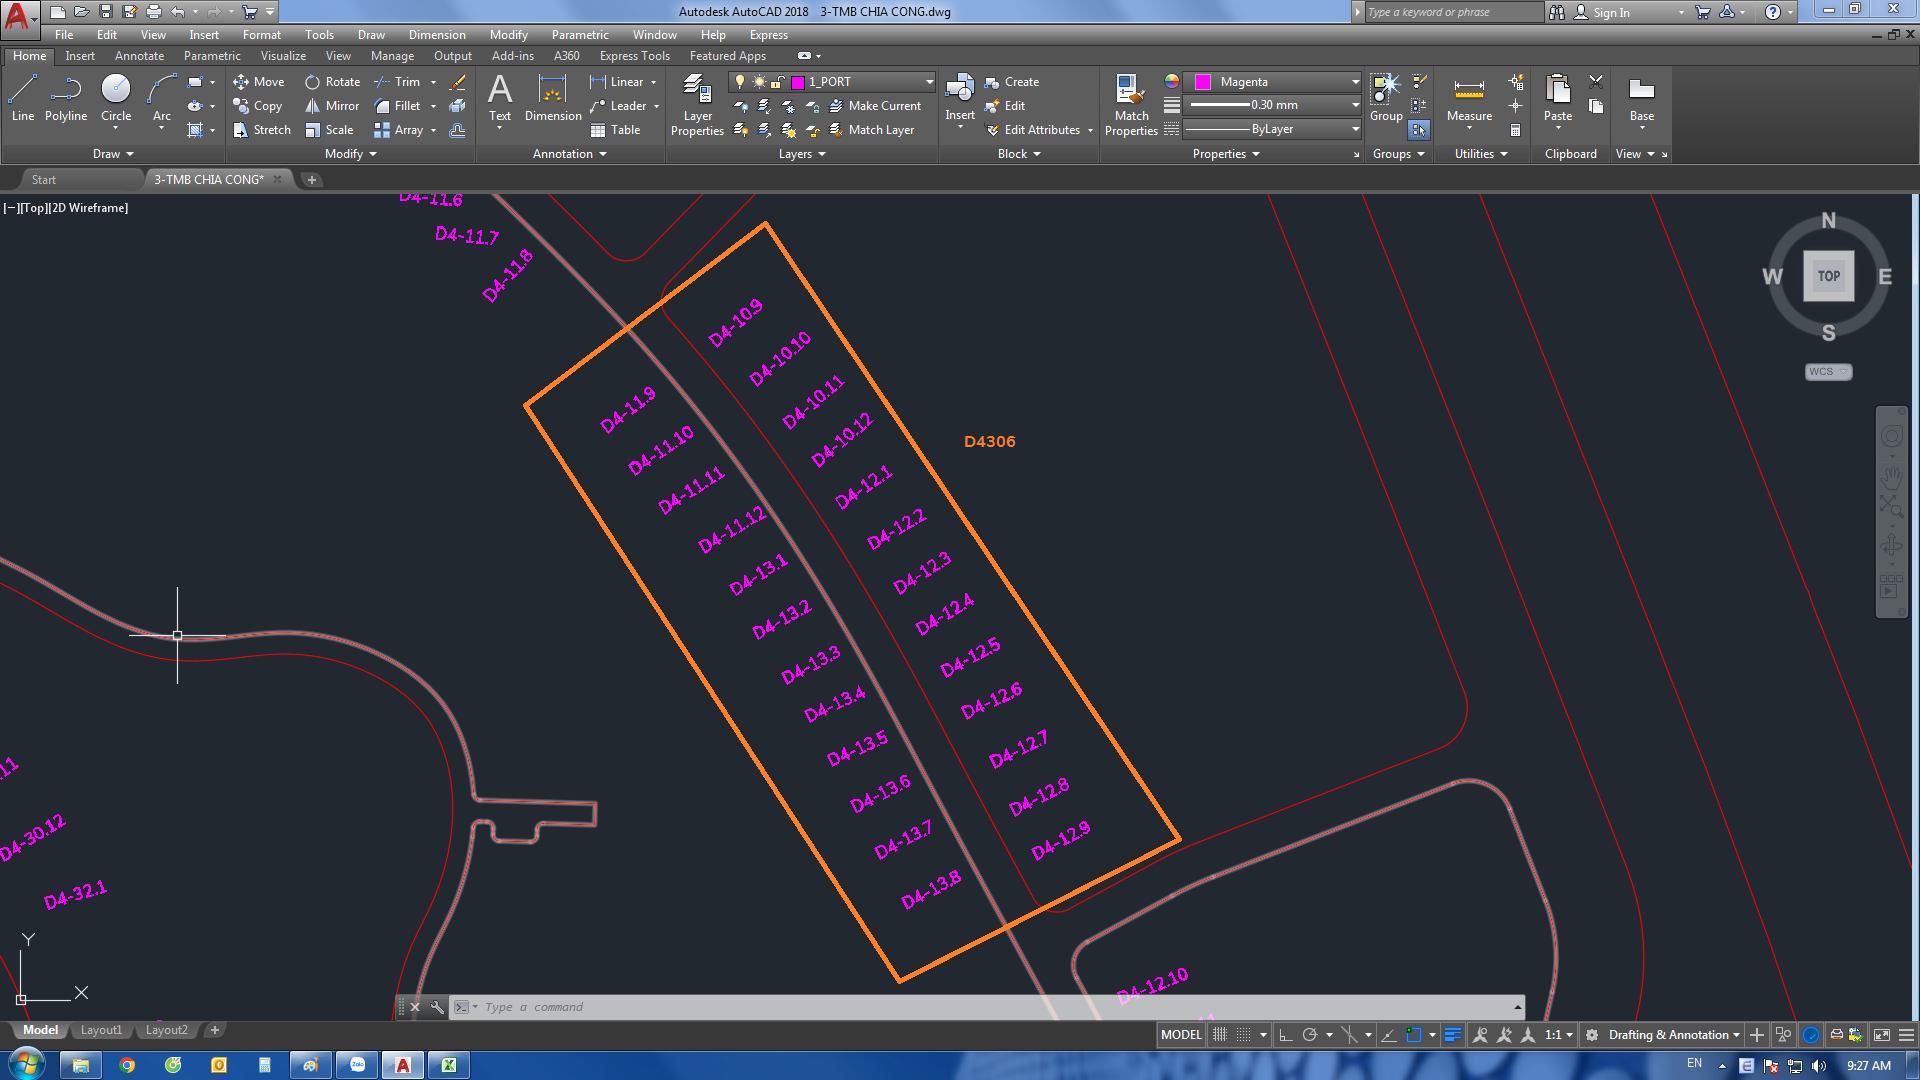 Autodesk AutoCAD 2018 3-TMB CHIA CONG.dwg
Type a keyword or phrase
Sign In
File Edit View Insert Format Tools Draw Dimension Modify Parametric Window Help Express
Home Insert Annotate Parametric Visualize View Manage Output Add-ins A360 Express Tools Featured Apps
Line
Polyline
Circle
Arc
Draw
Move
Rotate
Trim
Copy
Mirror
Fillet
Stretch
Scale
Array
Modify
Text
Dimension
Linear
Leader
Table
Annotation
Layer Properties
1_PORT
Make Current
Match Layer
Layers
Insert
Create
Edit
Edit Attributes
Block
Match Properties
Magenta
0.30 mm
ByLayer
Properties
Group
Groups
Measure
Utilities
Paste
Clipboard
Base
View
Start
3-TMB CHIA CONG*
[−][Top][2D Wireframe]
N
W
TOP
E
S
WCS
D4-11.6
D4-11.7
D4-11.8
D4-10.9
D4-10.10
D4-10.11
D4-10.12
D4-12.1
D4-12.2
D4-12.3
D4-12.4
D4-12.5
D4-12.6
D4-12.7
D4-12.8
D4-12.9
D4-11.9
D4-11.10
D4-11.11
D4-11.12
D4-13.1
D4-13.2
D4-13.3
D4-13.4
D4-13.5
D4-13.6
D4-13.7
D4-13.8
D4306
D4-30.12
D4-32.1
D4-12.10
Y
X
Type a command
Model Layout1 Layout2
MODEL
1:1
Drafting & Annotation
Zalo
EN
9:27 AM